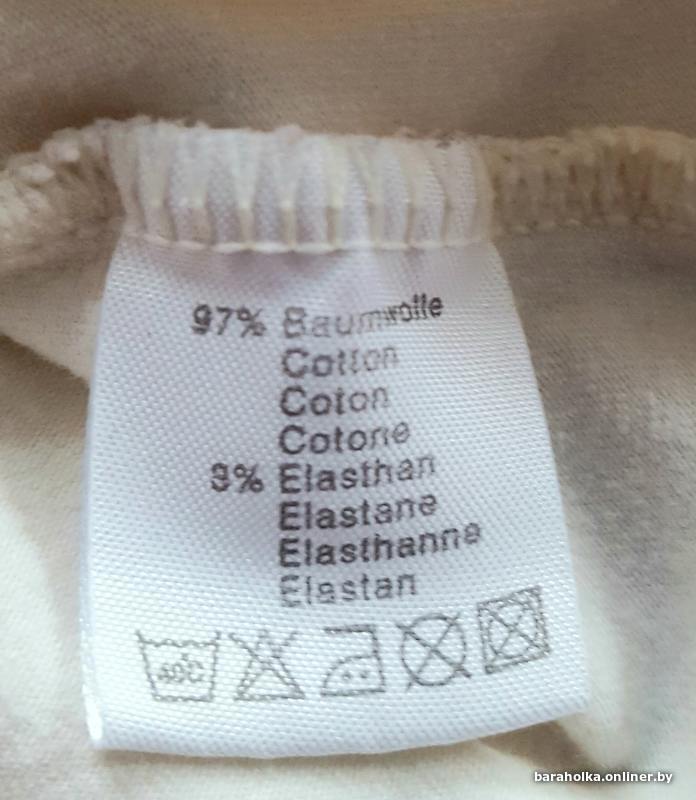 97% Baumwolle
Cotton
Coton
Cotone
3% Elasthan
Elastane
Elasthanne
Elastan
40°C
baraholka.onliner.by